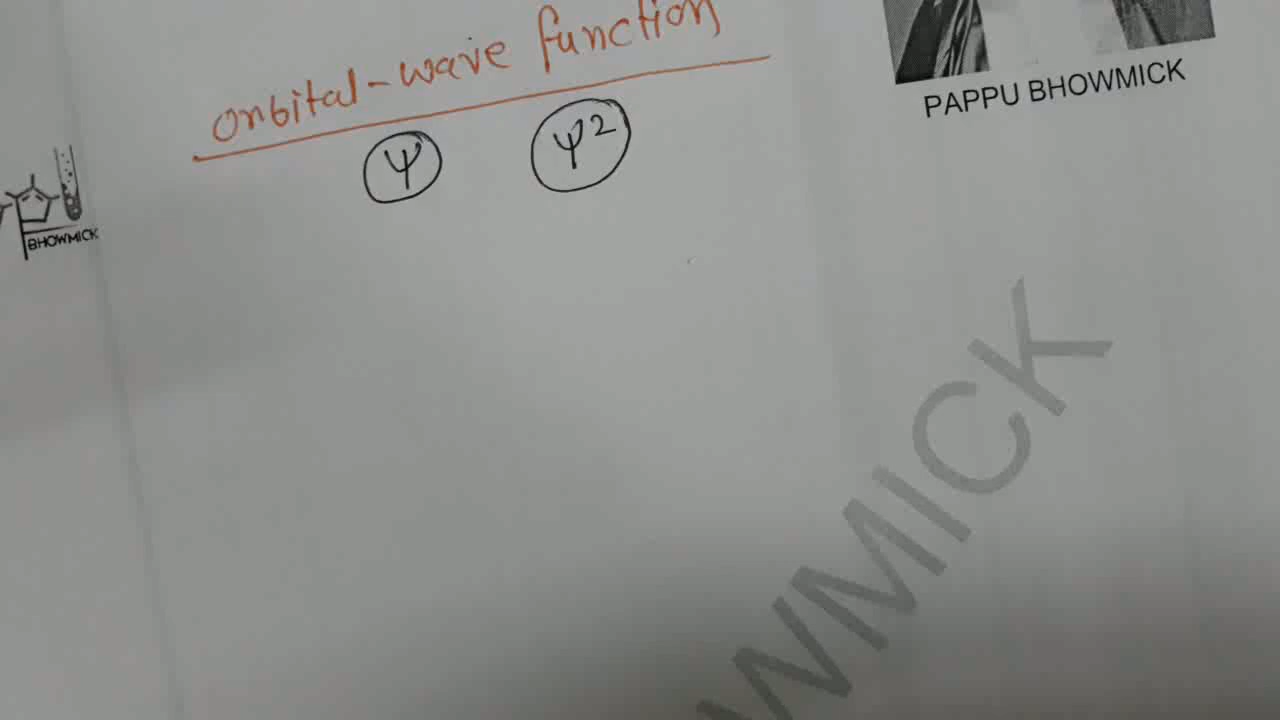 orbital-wave function
ψ ψ²
PAPPU BHOWMICK
BHOWMICK
WMICK